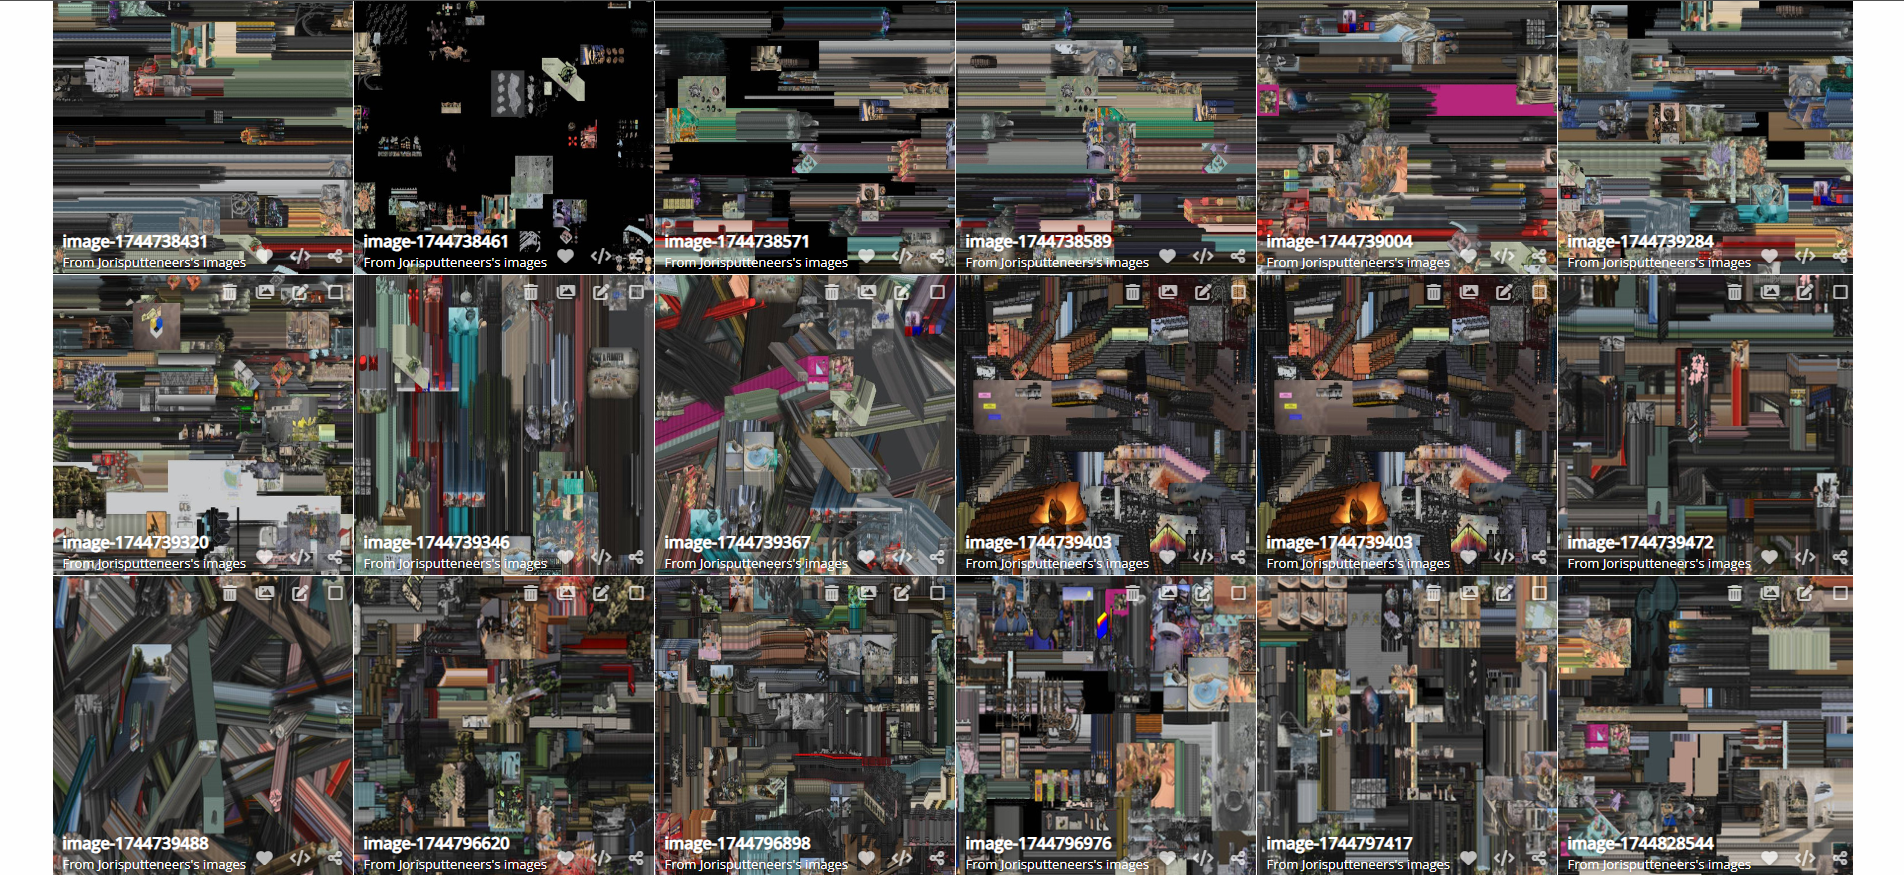 image-1744738431
From Jorisputteneers's images
image-1744738461
From Jorisputteneers's images
image-1744738571
From Jorisputteneers's images
image-1744738589
From Jorisputteneers's images
image-1744739004
From Jorisputteneers's images
image-1744739284
From Jorisputteneers's images
image-1744739320
From Jorisputteneers's images
image-1744739346
From Jorisputteneers's images
image-1744739367
From Jorisputteneers's images
image-1744739403
From Jorisputteneers's images
image-1744739403
From Jorisputteneers's images
image-1744739472
From Jorisputteneers's images
image-1744739488
From Jorisputteneers's images
image-1744796620
From Jorisputteneers's images
image-1744796898
From Jorisputteneers's images
image-1744796976
From Jorisputteneers's images
image-1744797417
From Jorisputteneers's images
image-1744828544
From Jorisputteneers's images